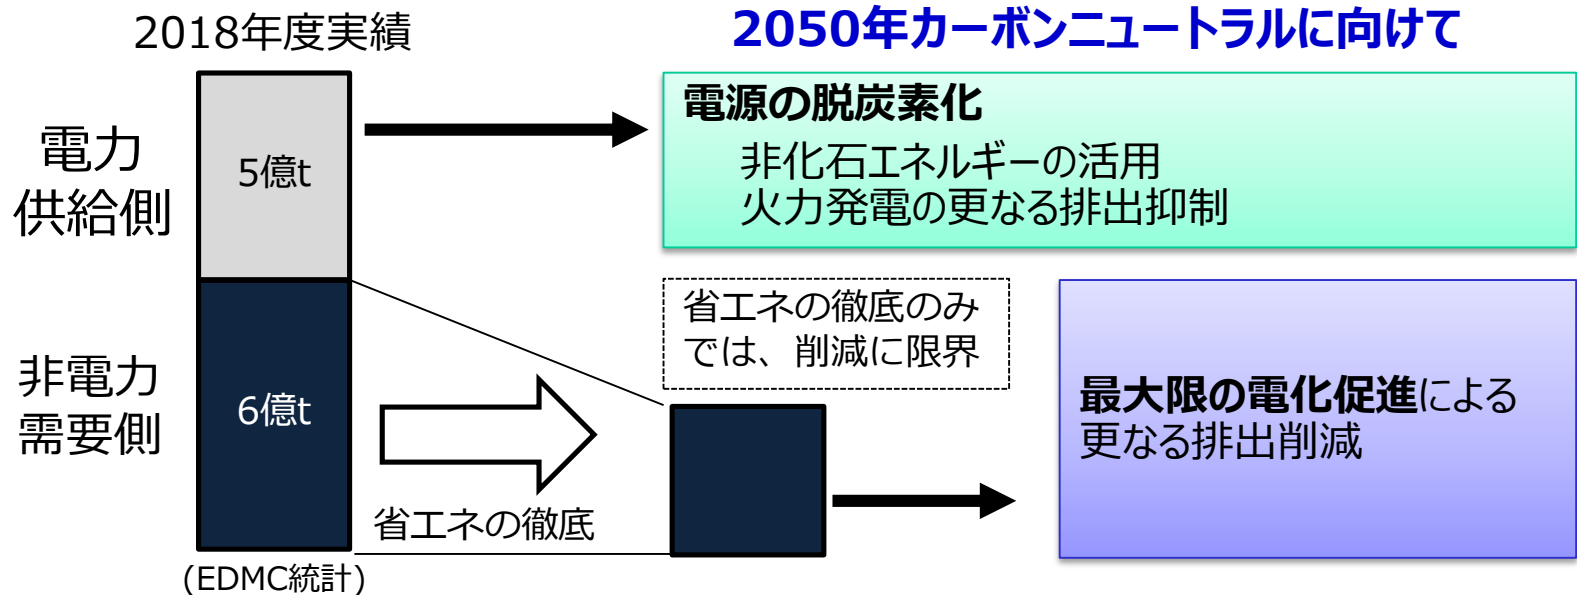 2018年度実績
2050年カーボンニュートラルに向けて
電力
供給側
5億t
電源の脱炭素化
非化石エネルギーの活用
火力発電の更なる排出抑制
非電力
需要側
6億t
省エネの徹底
省エネの徹底のみ
では、削減に限界
最大限の電化促進による
更なる排出削減
(EDMC統計)